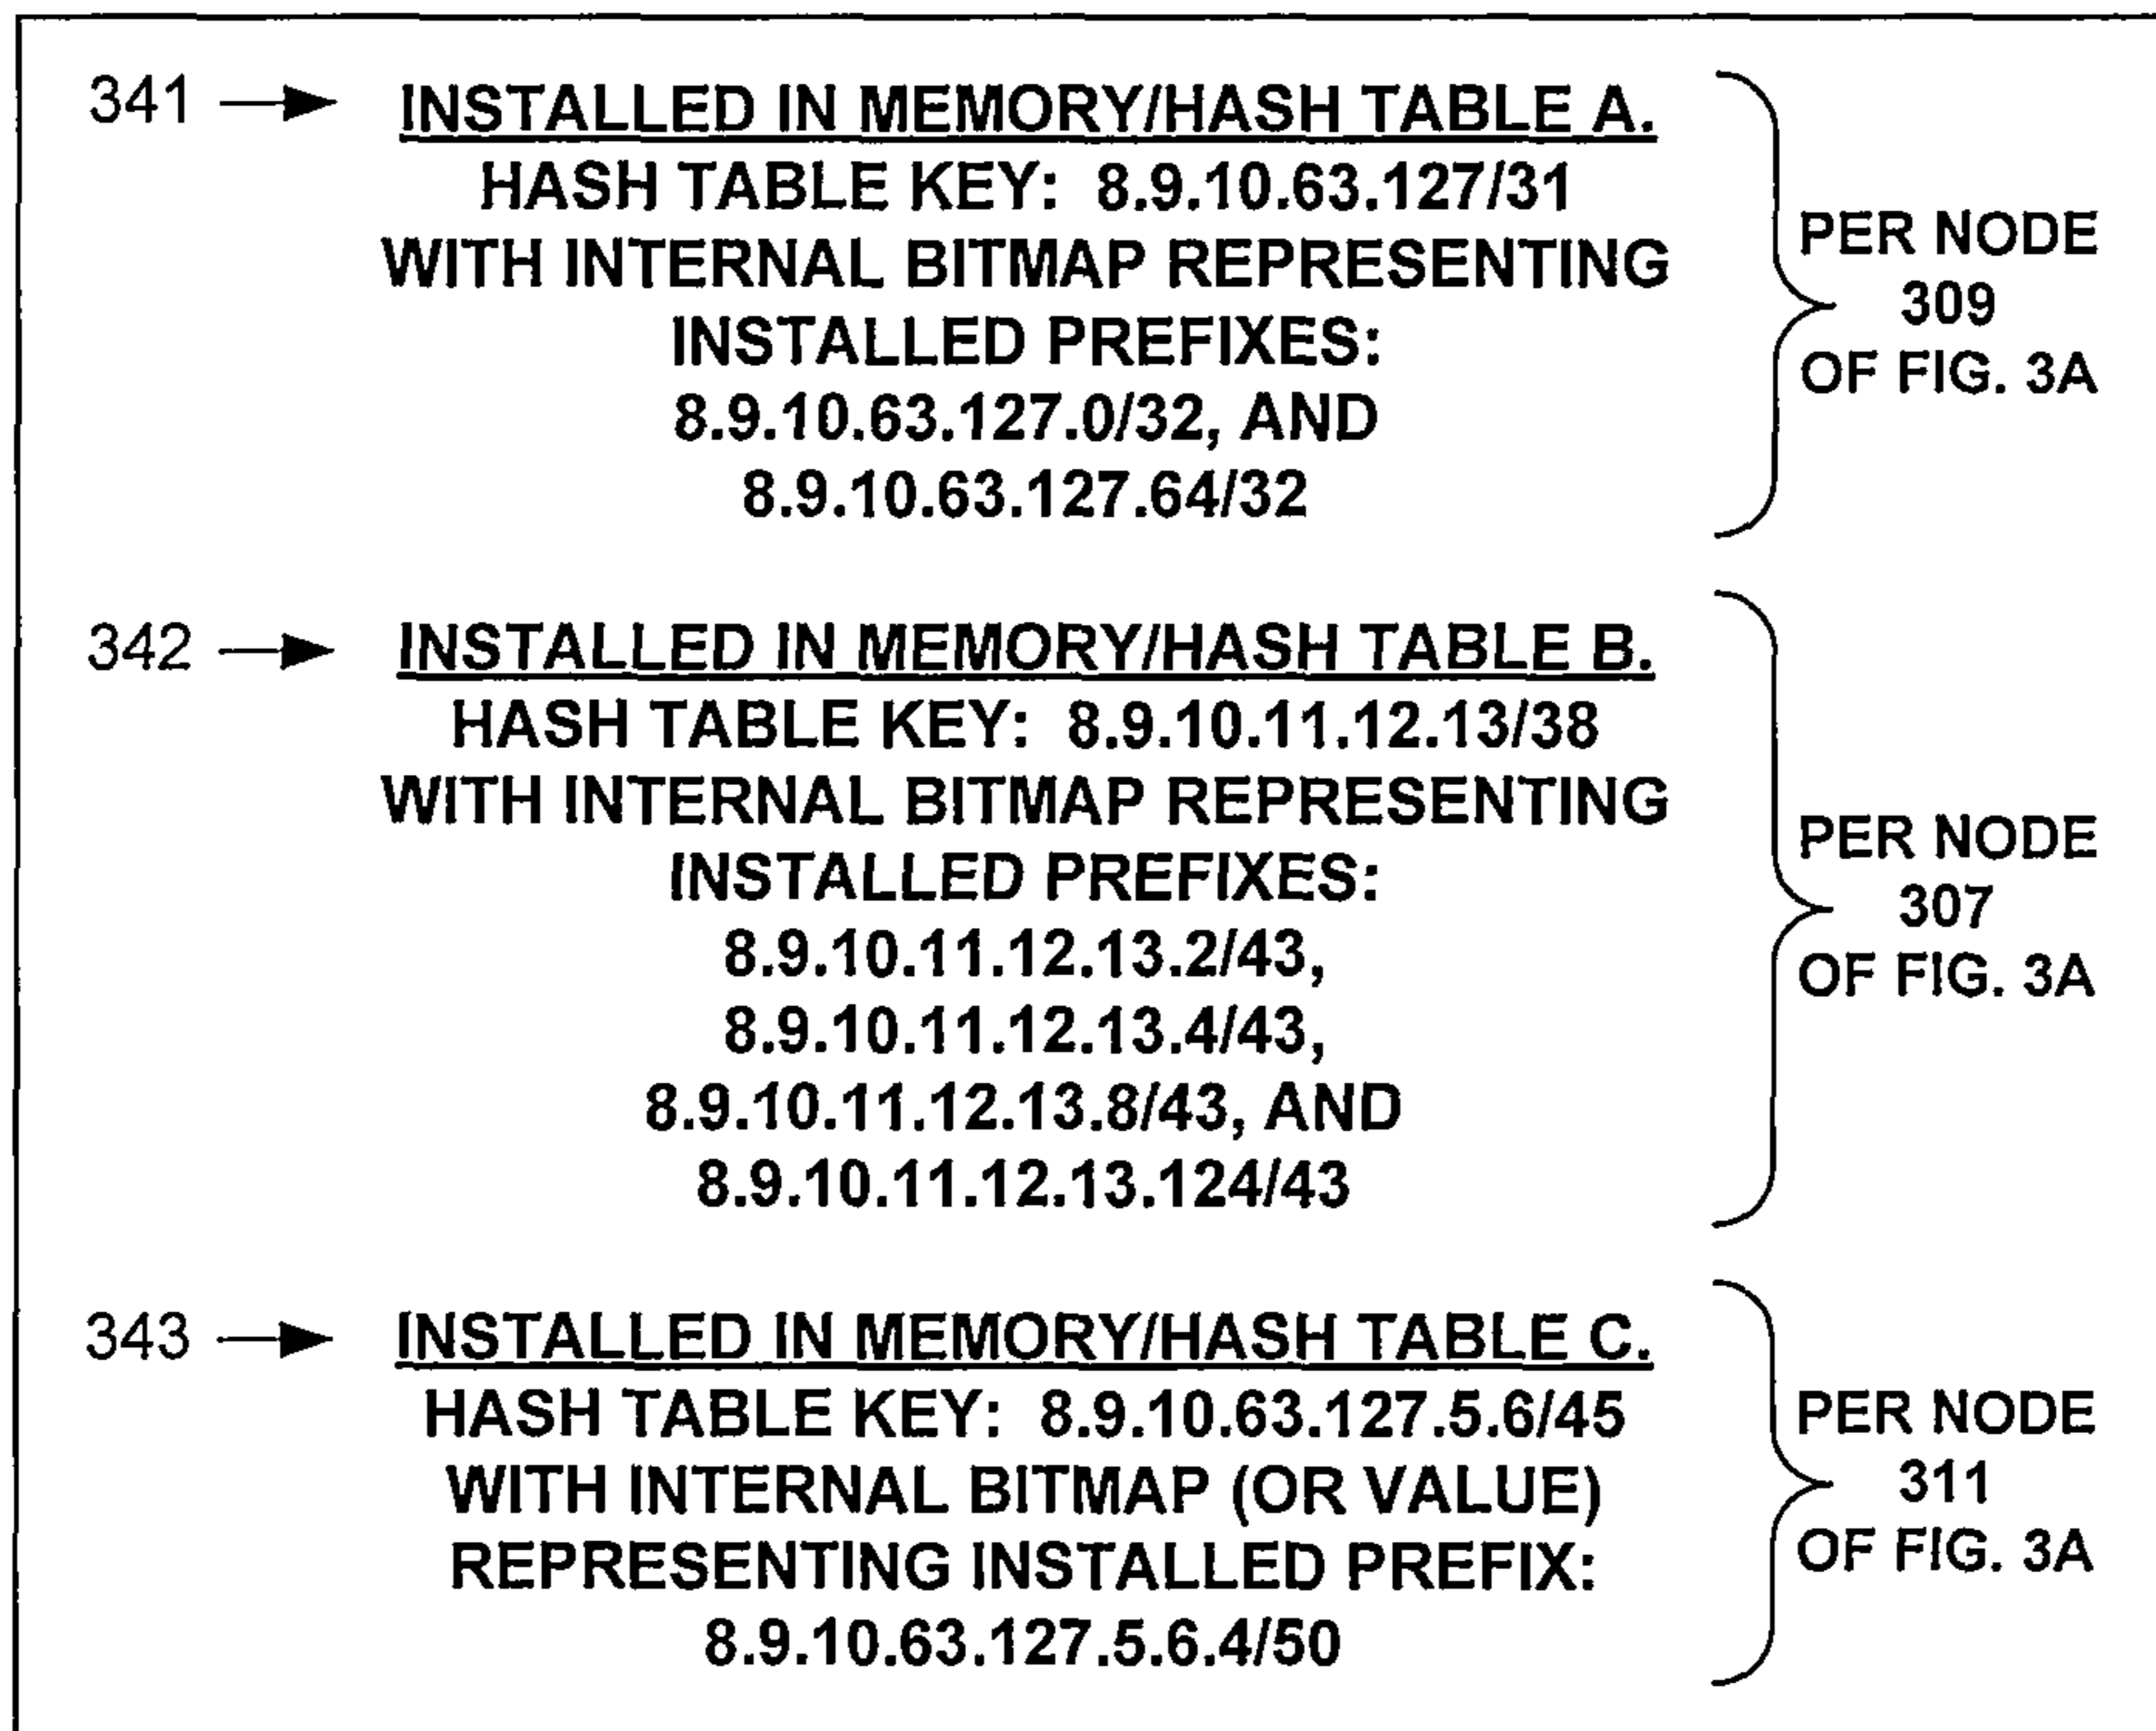 341
INSTALLED IN MEMORY/HASH TABLE A.
HASH TABLE KEY: 8.9.10.63.127/31
WITH INTERNAL BITMAP REPRESENTING
INSTALLED PREFIXES:
8.9.10.63.127.0/32, AND
8.9.10.63.127.64/32
PER NODE
309
OF FIG. 3A
342
INSTALLED IN MEMORY/HASH TABLE B.
HASH TABLE KEY: 8.9.10.11.12.13/38
WITH INTERNAL BITMAP REPRESENTING
INSTALLED PREFIXES:
8.9.10.11.12.13.2/43,
8.9.10.11.12.13.4/43,
8.9.10.11.12.13.8/43, AND
8.9.10.11.12.13.124/43
PER NODE
307
OF FIG. 3A
343
INSTALLED IN MEMORY/HASH TABLE C.
HASH TABLE KEY: 8.9.10.63.127.5.6/45
WITH INTERNAL BITMAP (OR VALUE)
REPRESENTING INSTALLED PREFIX:
8.9.10.63.127.5.6.4/50
PER NODE
311
OF FIG. 3A